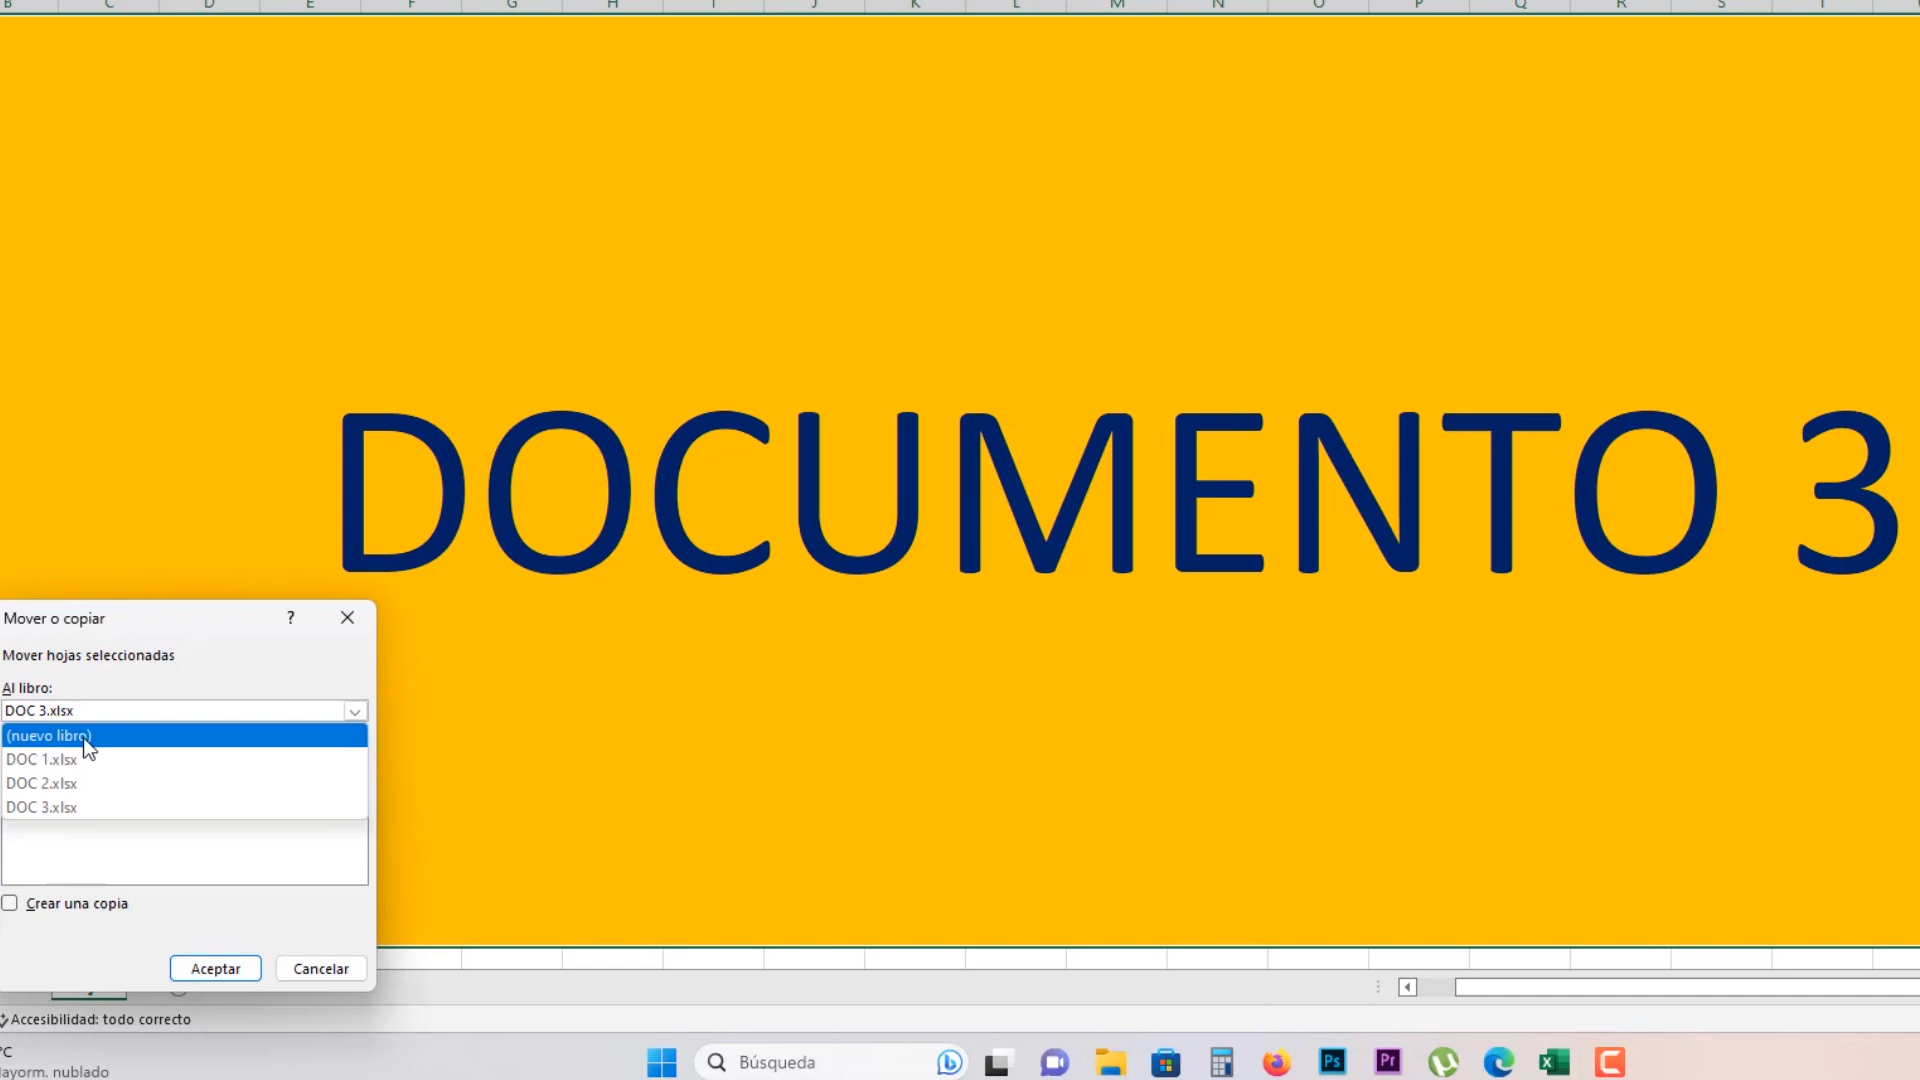 B C D E F G H I J K L M N O P Q R S T
DOCUMENTO 3
Mover o copiar
?
Mover hojas seleccionadas
Al libro:
DOC 3.xlsx
(nuevo libro)
DOC 1.xlsx
DOC 2.xlsx
DOC 3.xlsx
Crear una copia
Aceptar Cancelar
Accesibilidad: todo correcto
°C
Mayorm. nublado
Búsqueda
Ps
Pr